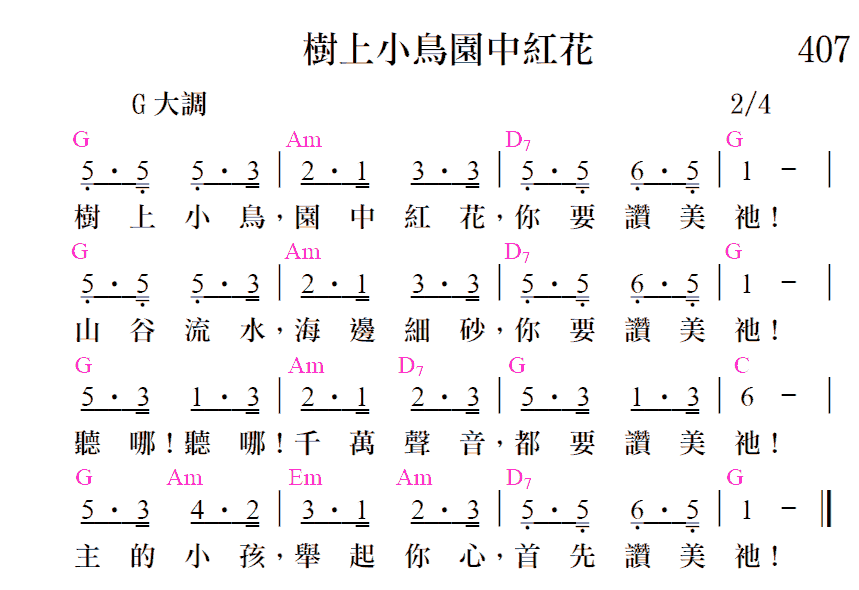 樹上小鳥園中紅花 407
G 大調 2/4
G Am D7 G
5 · 5 5 · 3 | 2 · 1 3 · 3 | 5 · 5 6 · 5 | 1 − |
樹上小鳥，園中紅花，你要讚美祂！
G Am D7 G
5 · 5 5 · 3 | 2 · 1 3 · 3 | 5 · 5 6 · 5 | 1 − |
山谷流水，海邊細砂，你要讚美祂！
G Am D7 G C
5 · 3 1 · 3 | 2 · 1 2 · 3 | 5 · 3 1 · 3 | 6 − |
聽哪！聽哪！千萬聲音，都要讚美祂！
G Am Em Am D7 G
5 · 3 4 · 2 | 3 · 1 2 · 3 | 5 · 5 6 · 5 | 1 − ‖
主的小孩，舉起你心，首先讚美祂！